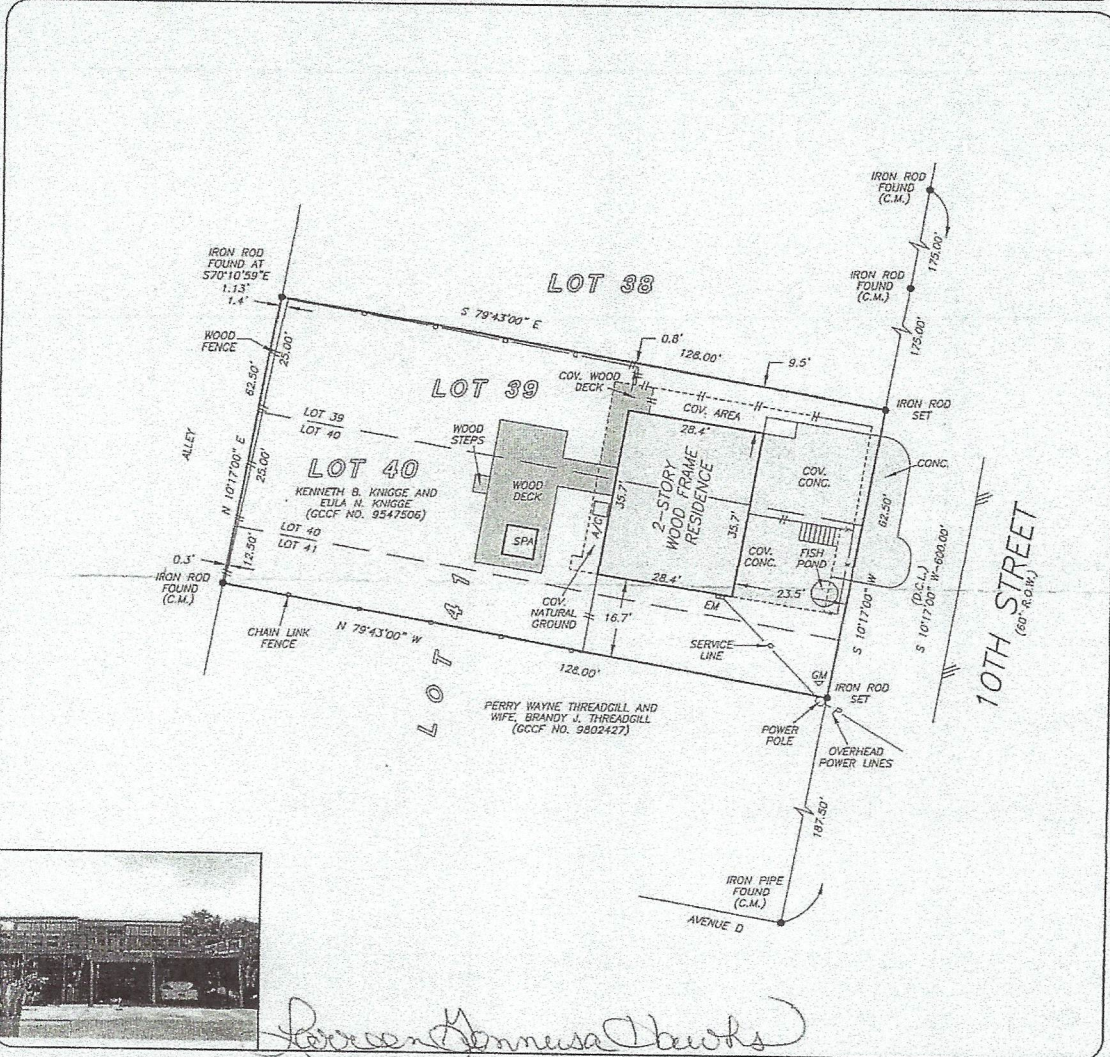 IRON ROD
FOUND
(C.M.)
175.00'
IRON ROD
FOUND
(C.M.)
175.00'
IRON ROD
FOUND AT
S70°10'59"E
1.13'
1.4'
LOT 38
S 79°43'00" E
0.8'
128.00'
9.5'
WOOD
FENCE
25.00'
62.50'
LOT 39
COV. WOOD
DECK
COV. AREA
IRON ROD
SET
LOT 39
LOT 40
28.4'
WOOD
STEPS
CONC.
ALLEY
N 10°17'00" E
25.00'
LOT 40
KENNETH B. KNIGGE AND
EULA N. KNIGGE
(GCCF NO. 9547506)
WOOD
DECK
35.7'
2-STORY
WOOD FRAME
RESIDENCE
COV.
CONC.
62.50'
LOT 40
LOT 41
12.50'
SPA
A/C
35.7'
COV.
CONC.
FISH
POND
0.3'
IRON ROD
FOUND
(C.M.)
28.4'
23.5'
S 10°17'00" W
(D.C.L.)
S 10°17'00" W~600.00'
10TH STREET
(60' R.O.W.)
COV.
NATURAL
GROUND
16.7'
EM
CHAIN LINK
FENCE
N 79°43'00" W
LOT 41
SERVICE
LINE
128.00'
GM
IRON ROD
SET
PERRY WAYNE THREADGILL AND
WIFE, BRANDY J. THREADGILL
(GCCF NO. 9802427)
POWER
POLE
OVERHEAD
POWER LINES
187.50'
IRON PIPE
FOUND
(C.M.)
AVENUE D